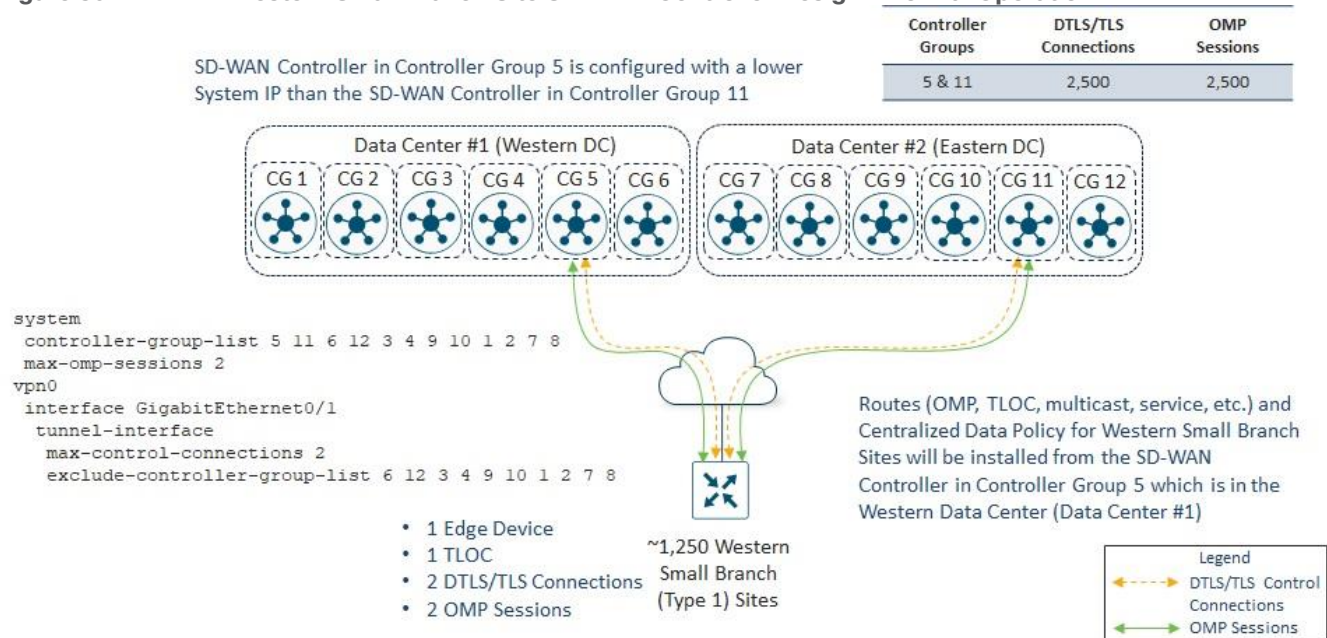 Controller Groups
DTLS/TLS Connections
OMP Sessions
5 & 11
2,500
2,500
SD-WAN Controller in Controller Group 5 is configured with a lower
System IP than the SD-WAN Controller in Controller Group 11
Data Center #1 (Western DC)
Data Center #2 (Eastern DC)
CG 1
CG 2
CG 3
CG 4
CG 5
CG 6
CG 7
CG 8
CG 9
CG 10
CG 11
CG 12
system
controller-group-list 5 11 6 12 3 4 9 10 1 2 7 8
max-omp-sessions 2
vpn0
interface GigabitEthernet0/1
tunnel-interface
max-control-connections 2
exclude-controller-group-list 6 12 3 4 9 10 1 2 7 8
Routes (OMP, TLOC, multicast, service, etc.) and
Centralized Data Policy for Western Small Branch
Sites will be installed from the SD-WAN
Controller in Controller Group 5 which is in the
Western Data Center (Data Center #1)
• 1 Edge Device
• 1 TLOC
• 2 DTLS/TLS Connections
• 2 OMP Sessions
~1,250 Western
Small Branch
(Type 1) Sites
Legend
DTLS/TLS Control
Connections
OMP Sessions